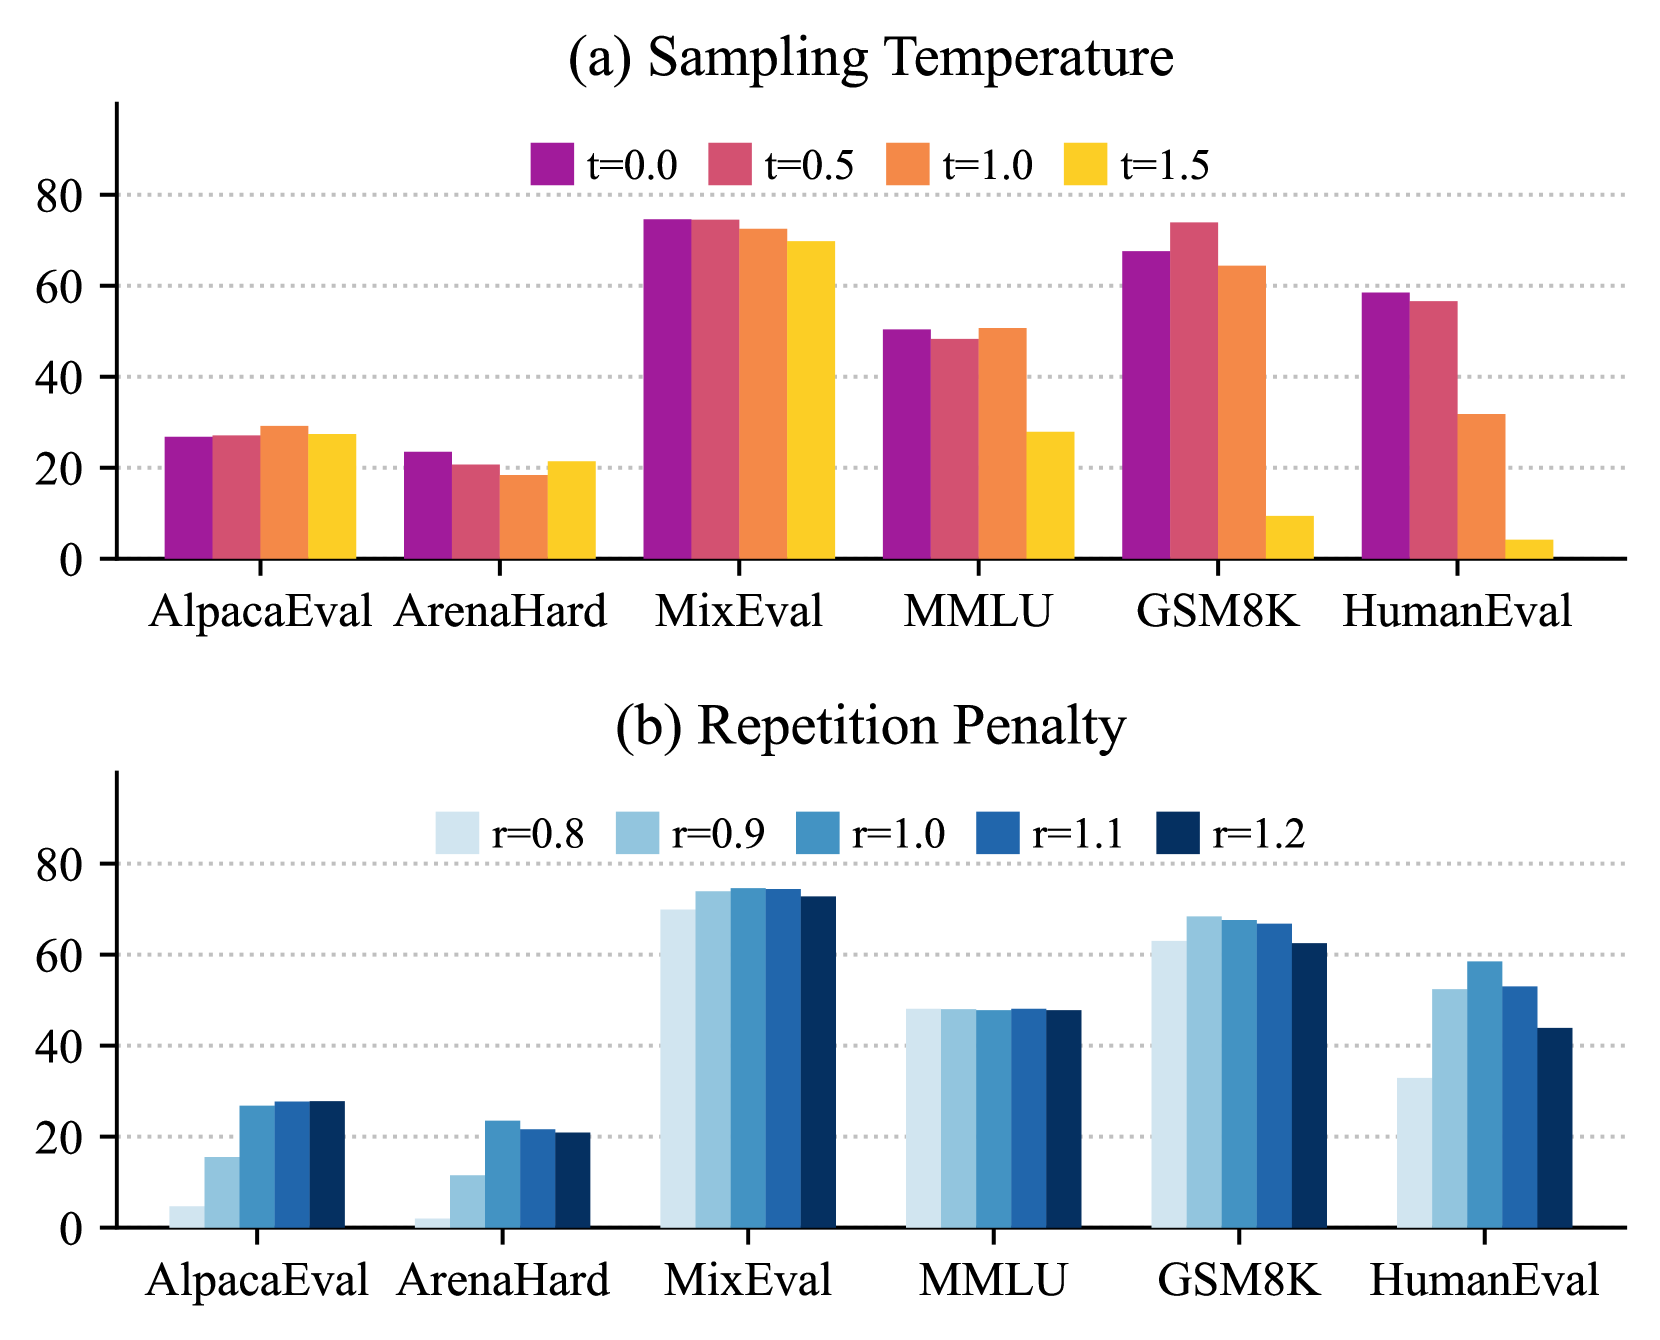 (a) Sampling Temperature
t=0.0 t=0.5 t=1.0 t=1.5
80
60
40
20
0
AlpacaEval ArenaHard MixEval MMLU GSM8K HumanEval
(b) Repetition Penalty
r=0.8 r=0.9 r=1.0 r=1.1 r=1.2
80
60
40
20
0
AlpacaEval ArenaHard MixEval MMLU GSM8K HumanEval